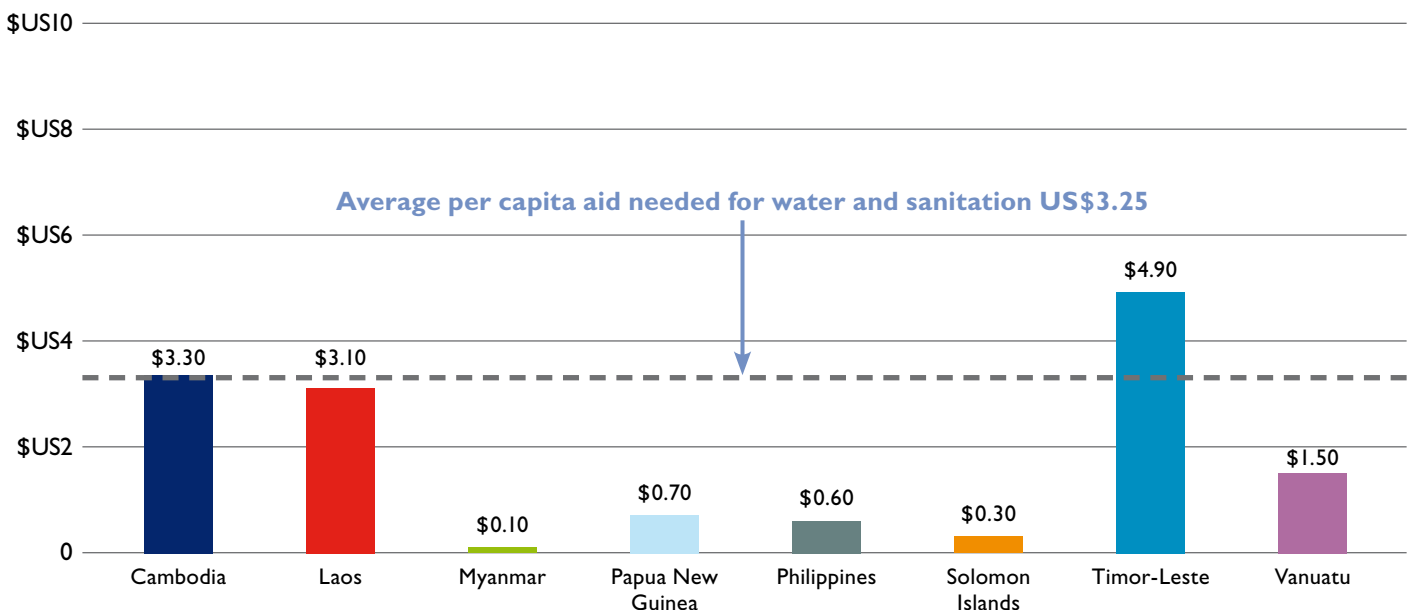 $US10
$US8
Average per capita aid needed for water and sanitation US$3.25
$US6
$4.90
$US4
$3.30
$3.10
$US2
$1.50
$0.70
$0.60
$0.30
$0.10
0
Cambodia
Laos
Myanmar
Papua New
Guinea
Philippines
Solomon
Islands
Timor-Leste
Vanuatu